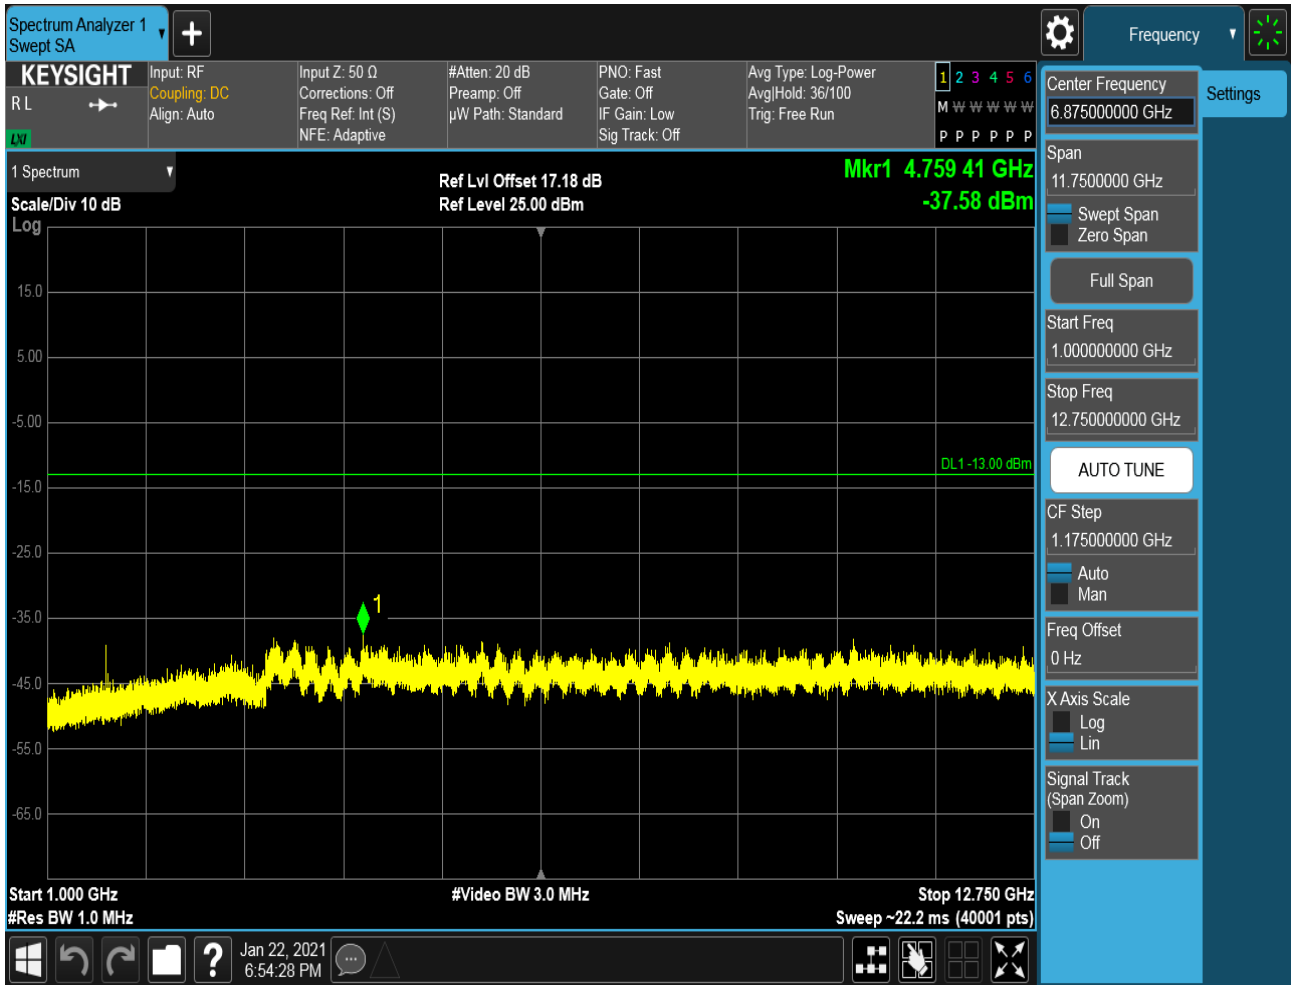 Spectrum Analyzer 1
Swept SA
Frequency
KEYSIGHT
R L
LXI
Input: RF
Coupling: DC
Align: Auto
Input Z: 50 Ω
Corrections: Off
Freq Ref: Int (S)
NFE: Adaptive
#Atten: 20 dB
Preamp: Off
µW Path: Standard
PNO: Fast
Gate: Off
IF Gain: Low
Sig Track: Off
Avg Type: Log-Power
Avg|Hold: 36/100
Trig: Free Run
1 2 3 4 5 6
M W W W W W
P P P P P P
1 Spectrum
Scale/Div 10 dB
Log
Ref Lvl Offset 17.18 dB
Ref Level 25.00 dBm
Mkr1 4.759 41 GHz
-37.58 dBm
15.0
5.00
-5.00
DL1 -13.00 dBm
-15.0
-25.0
-35.0
1
-45.0
-55.0
-65.0
Start 1.000 GHz
#Res BW 1.0 MHz
#Video BW 3.0 MHz
Stop 12.750 GHz
Sweep ~22.2 ms (40001 pts)
Center Frequency
6.875000000 GHz
Settings
Span
11.7500000 GHz
Swept Span
Zero Span
Full Span
Start Freq
1.000000000 GHz
Stop Freq
12.750000000 GHz
AUTO TUNE
CF Step
1.175000000 GHz
Auto
Man
Freq Offset
0 Hz
X Axis Scale
Log
Lin
Signal Track
(Span Zoom)
On
Off
?
Jan 22, 2021
6:54:28 PM